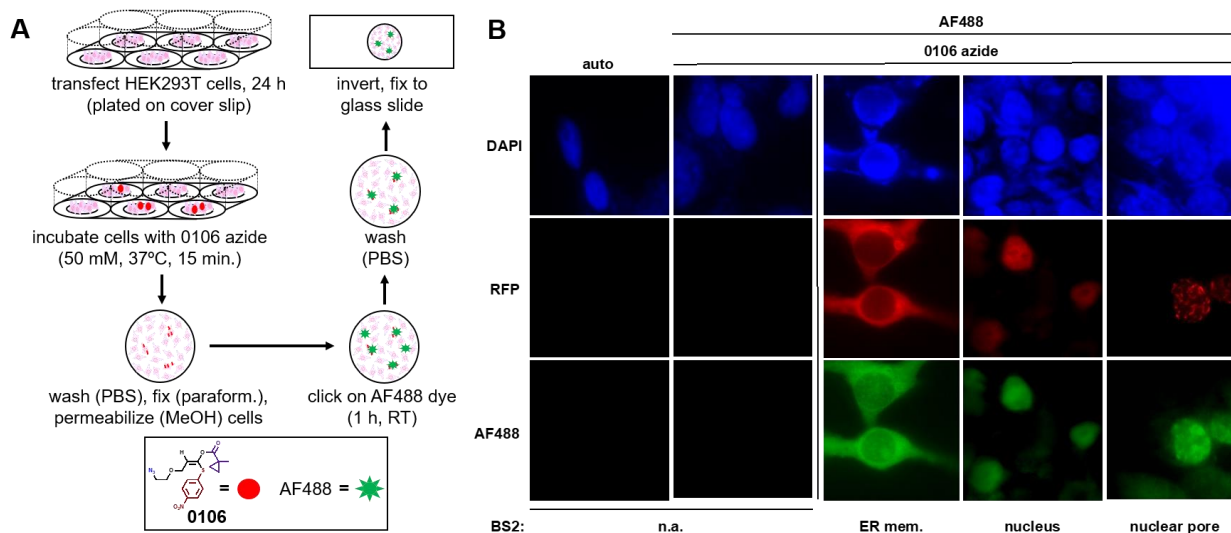 A
transfect HEK293T cells, 24 h
(plated on cover slip)
incubate cells with 0106 azide
(50 mM, 37ºC, 15 min.)
wash (PBS), fix (paraform.),
permeabilize (MeOH) cells
click on AF488 dye
(1 h, RT)
wash
(PBS)
invert, fix to
glass slide
N3
O
H
O
O
S
O2N
0106
=
AF488 =
B
AF488
0106 azide
auto
DAPI
RFP
AF488
BS2: n.a. ER mem. nucleus nuclear pore